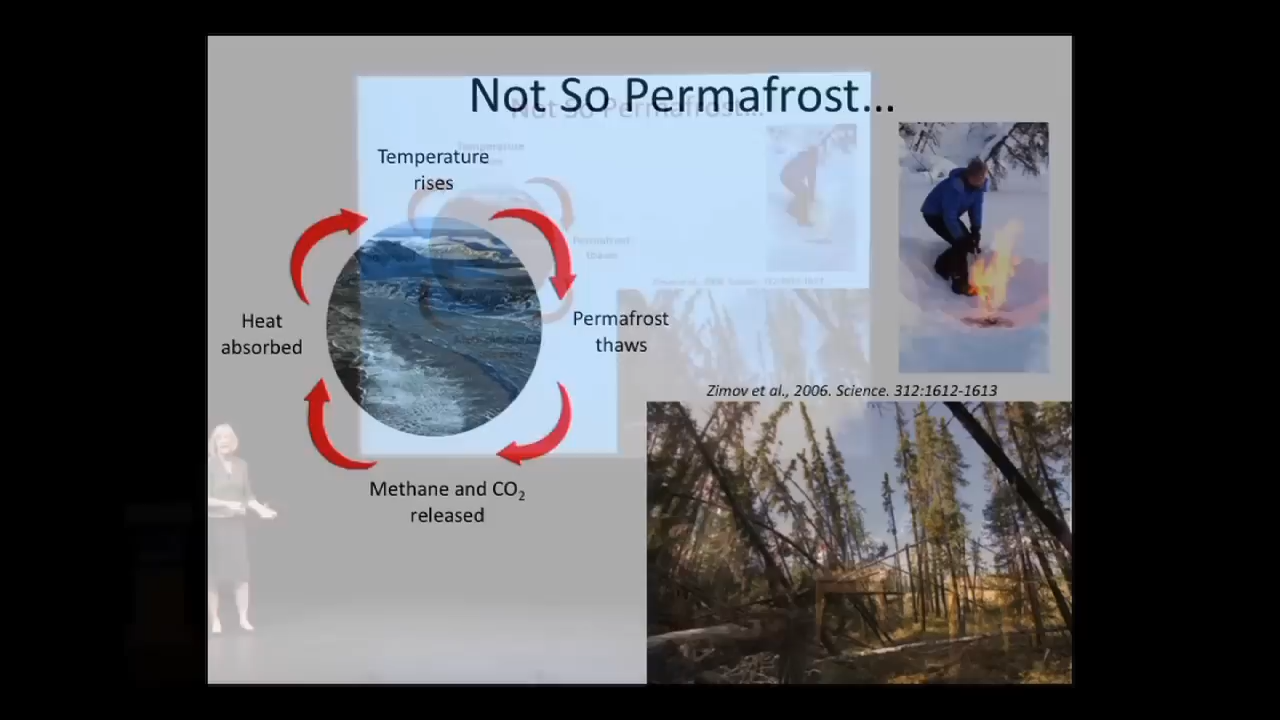 Not So Permafrost...
Temperature
rises
Heat
absorbed
Permafrost
thaws
Methane and CO₂
released
Zimov et al., 2006. Science. 312:1612-1613